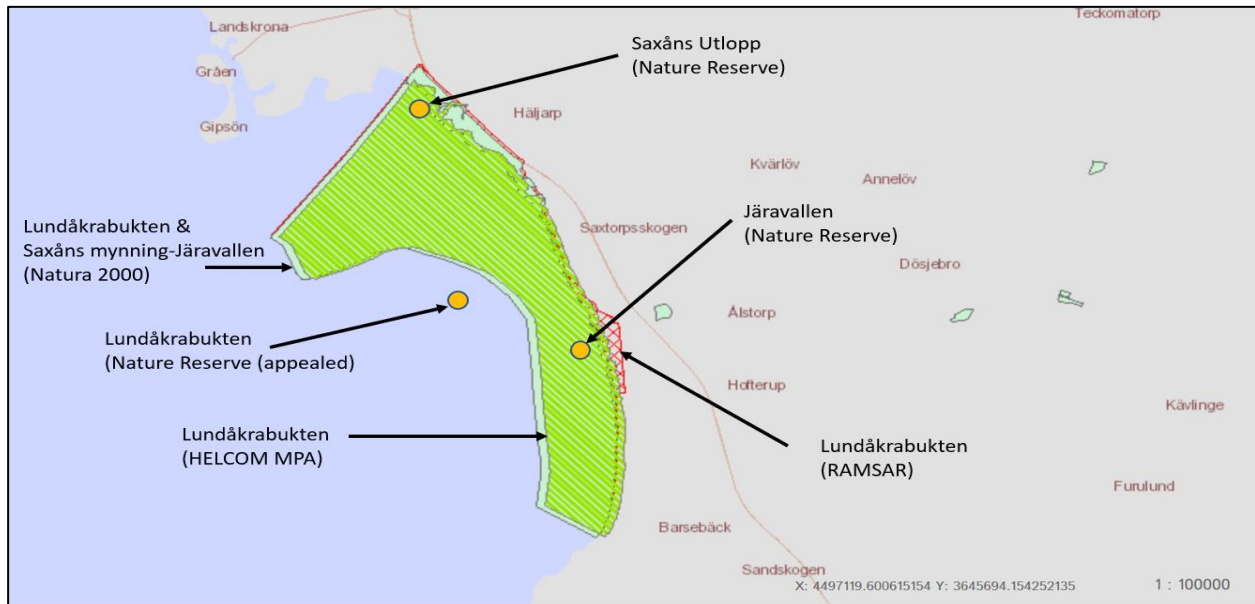 Teckomatorp
Landskrona
Saxåns Utlopp
(Nature Reserve)
Gråen
Häljarp
Gipsön
Kvärlöv
Annelöv
Järavallen
(Nature Reserve)
Lundåkrabukten &
Saxåns mynning-Järavallen
(Natura 2000)
Saxtorpsskogen
Dösjebro
Ålstorp
Lundåkrabukten
(Nature Reserve (appealed)
Hofterup
Kävlinge
Lundåkrabukten
(HELCOM MPA)
Lundåkrabukten
(RAMSAR)
Furulund
Barsebäck
Sandskogen
X: 4497119.600615154 Y: 3645694.154252135
1 : 100000